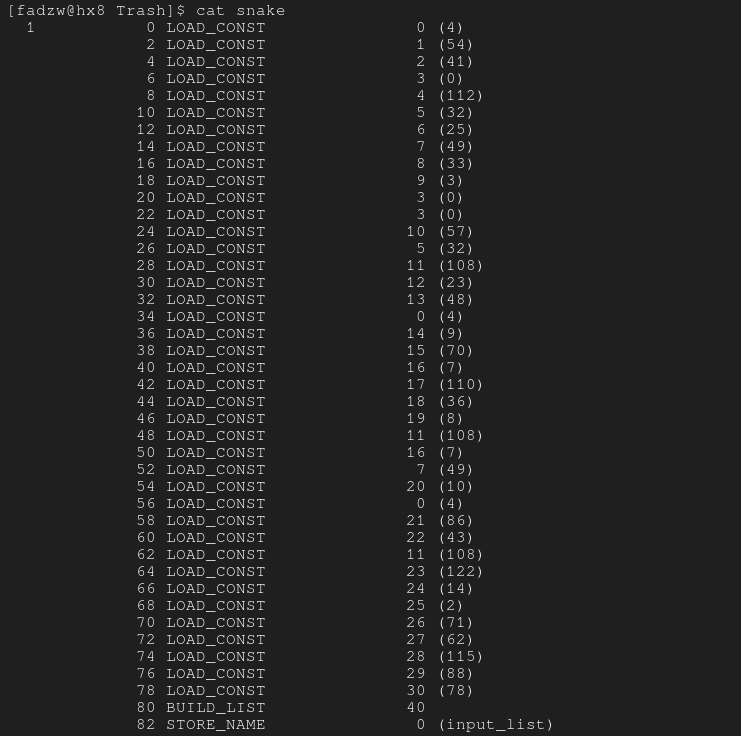 [fadzw@hx8 Trash]$ cat snake
1 0 LOAD_CONST 0 (4)
2 LOAD_CONST 1 (54)
4 LOAD_CONST 2 (41)
6 LOAD_CONST 3 (0)
8 LOAD_CONST 4 (112)
10 LOAD_CONST 5 (32)
12 LOAD_CONST 6 (25)
14 LOAD_CONST 7 (49)
16 LOAD_CONST 8 (33)
18 LOAD_CONST 9 (3)
20 LOAD_CONST 3 (0)
22 LOAD_CONST 3 (0)
24 LOAD_CONST 10 (57)
26 LOAD_CONST 5 (32)
28 LOAD_CONST 11 (108)
30 LOAD_CONST 12 (23)
32 LOAD_CONST 13 (48)
34 LOAD_CONST 0 (4)
36 LOAD_CONST 14 (9)
38 LOAD_CONST 15 (70)
40 LOAD_CONST 16 (7)
42 LOAD_CONST 17 (110)
44 LOAD_CONST 18 (36)
46 LOAD_CONST 19 (8)
48 LOAD_CONST 11 (108)
50 LOAD_CONST 16 (7)
52 LOAD_CONST 7 (49)
54 LOAD_CONST 20 (10)
56 LOAD_CONST 0 (4)
58 LOAD_CONST 21 (86)
60 LOAD_CONST 22 (43)
62 LOAD_CONST 11 (108)
64 LOAD_CONST 23 (122)
66 LOAD_CONST 24 (14)
68 LOAD_CONST 25 (2)
70 LOAD_CONST 26 (71)
72 LOAD_CONST 27 (62)
74 LOAD_CONST 28 (115)
76 LOAD_CONST 29 (88)
78 LOAD_CONST 30 (78)
80 BUILD_LIST 40
82 STORE_NAME 0 (input_list)